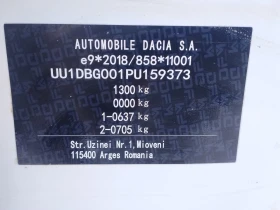 AUTOMOBILE DACIA S.A.
e9*2018/858*11001
UU1DBG001PU159373
1300 kg
0000 kg
1-0637 kg
2-0705 kg
Str.Uzinei Nr.1,Mioveni
115400 Arges Romania